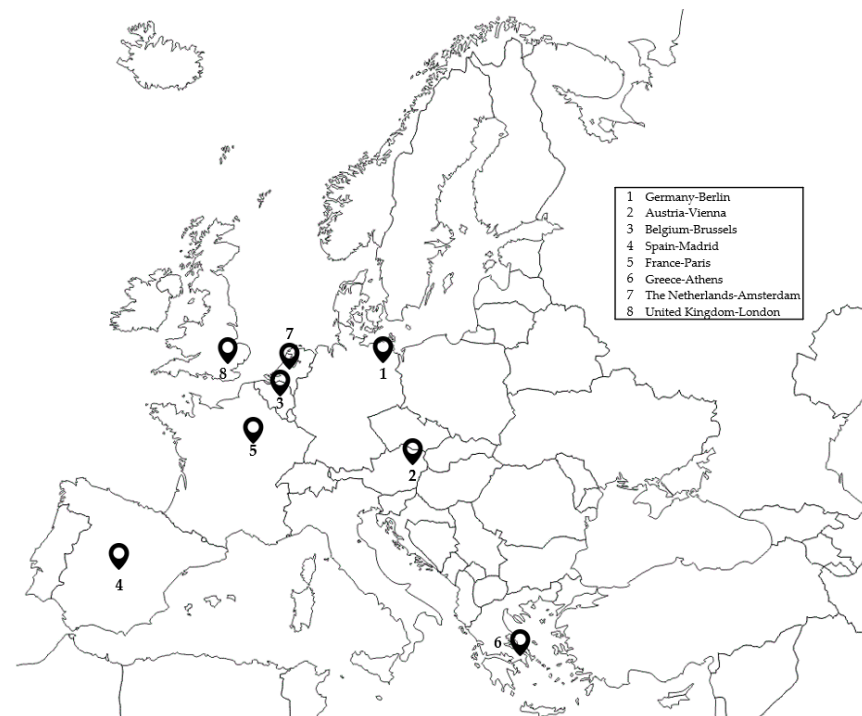 1 Germany-Berlin
2 Austria-Vienna
3 Belgium-Brussels
4 Spain-Madrid
5 France-Paris
6 Greece-Athens
7 The Netherlands-Amsterdam
8 United Kingdom-London
7
8
1
3
5
2
4
6